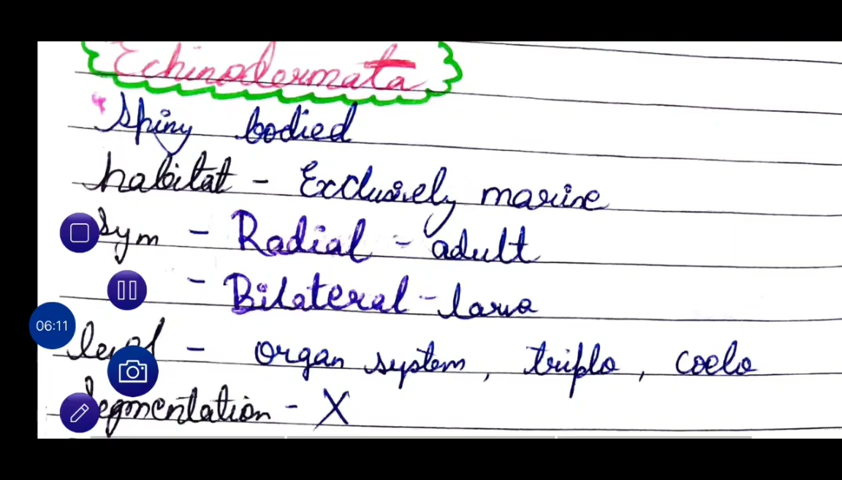 Echinodermata
Spiny bodied
habitat - Exclusively marine
Sym - Radial - adult
- Bilateral - larva
level - organ system, triplo, coelo
Segmentation - X
06:11